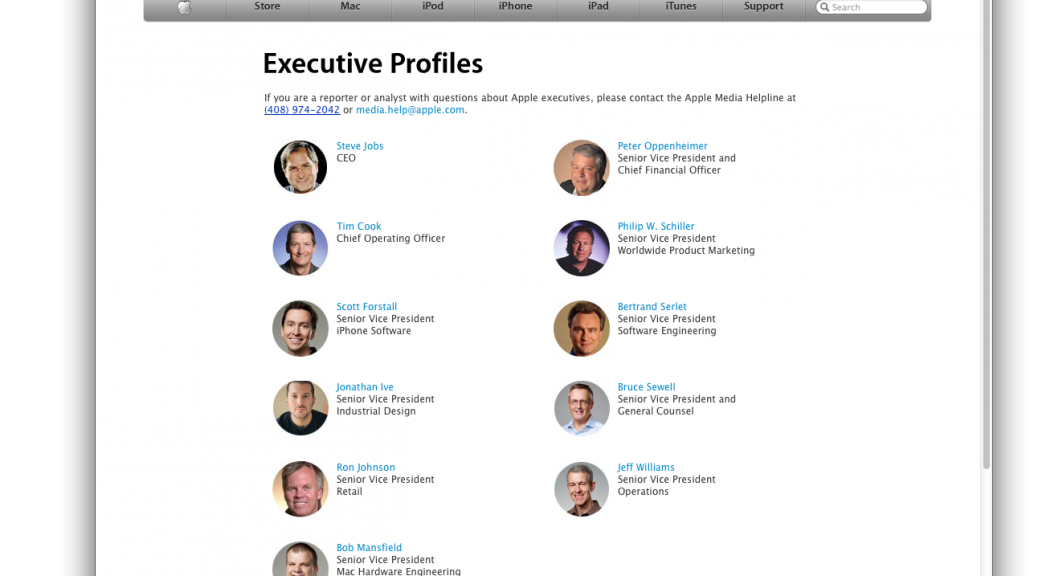 Store Mac iPod iPhone iPad iTunes Support Search
Executive Profiles
If you are a reporter or analyst with questions about Apple executives, please contact the Apple Media Helpline at
(408) 974-2042 or media.help@apple.com.
Steve Jobs
CEO
Peter Oppenheimer
Senior Vice President and
Chief Financial Officer
Tim Cook
Chief Operating Officer
Philip W. Schiller
Senior Vice President
Worldwide Product Marketing
Scott Forstall
Senior Vice President
iPhone Software
Bertrand Serlet
Senior Vice President
Software Engineering
Jonathan Ive
Senior Vice President
Industrial Design
Bruce Sewell
Senior Vice President and
General Counsel
Ron Johnson
Senior Vice President
Retail
Jeff Williams
Senior Vice President
Operations
Bob Mansfield
Senior Vice President
Mac Hardware Engineering